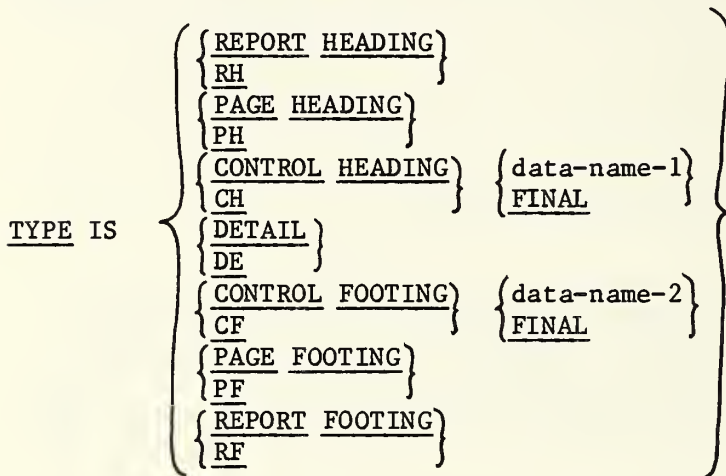 REPORT HEADING
RH
PAGE HEADING
PH
CONTROL HEADING data-name-1
CH FINAL
TYPE IS DETAIL
DE
CONTROL FOOTING data-name-2
CF FINAL
PAGE FOOTING
PF
REPORT FOOTING
RF